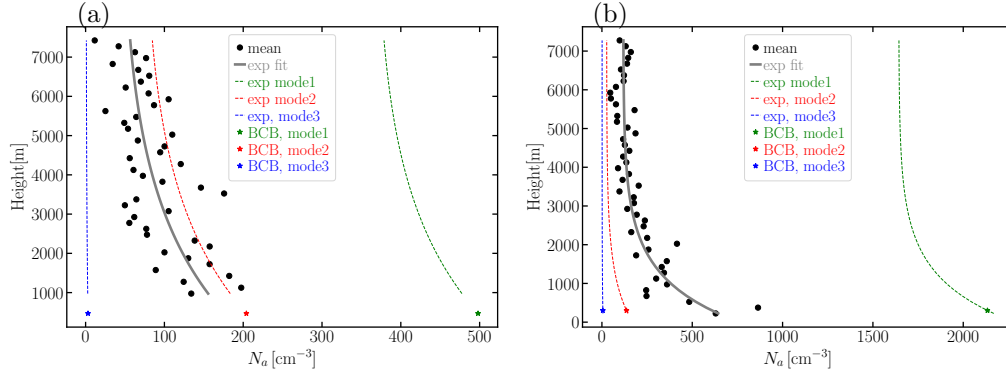 (a)
7000
6000
5000
4000
3000
2000
1000
Height[m]
0
100
200
300
400
500
N_a [cm⁻³]
mean
exp fit
exp mode1
exp mode2
exp, mode3
BCB, mode1
BCB, mode2
BCB, mode3
(b)
7000
6000
5000
4000
3000
2000
1000
0
Height[m]
0
500
1000
1500
2000
N_a [cm⁻³]
mean
exp fit
exp mode1
exp, mode2
exp, mode3
BCB, mode1
BCB, mode2
BCB, mode3